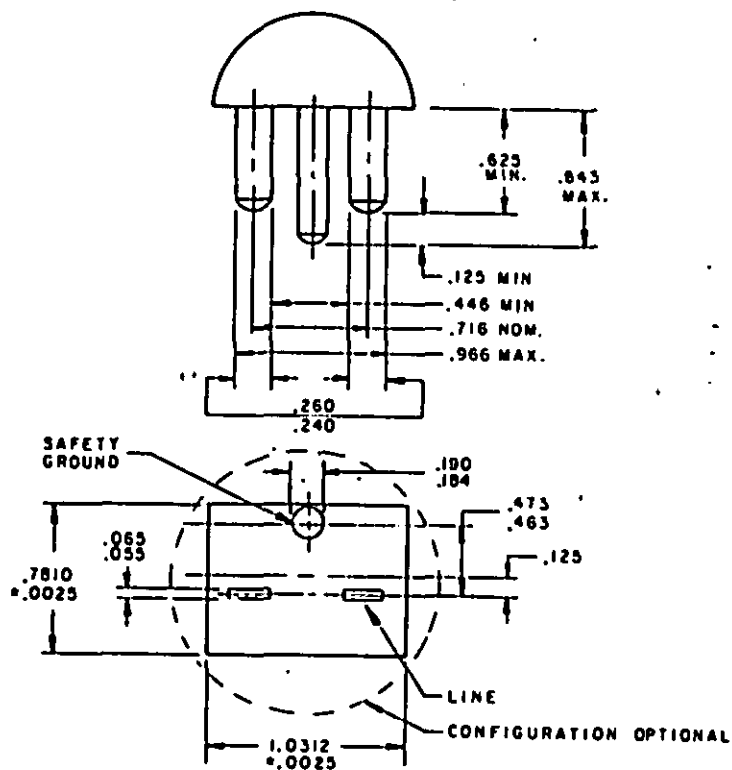 .625
MIN.
.843
MAX.
.125 MIN
.446 MIN
.716 NOM.
.966 MAX.
.260
.240
SAFETY
GROUND
.190
.184
.473
.463
.065
.055
.125
.7810
±.0025
LINE
CONFIGURATION OPTIONAL
1.0312
±.0025